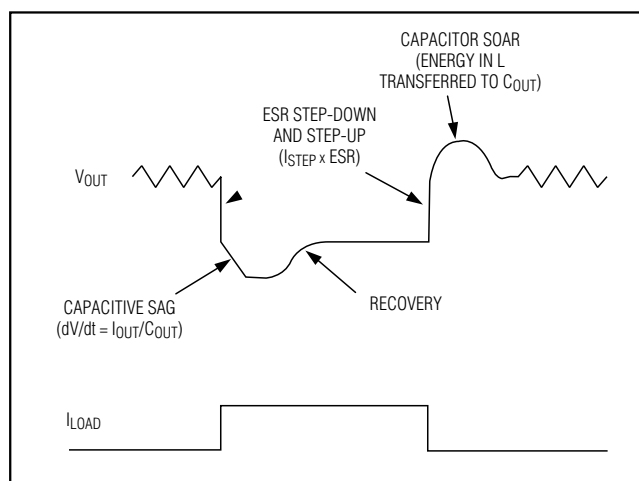 CAPACITOR SOAR
(ENERGY IN L
TRANSFERRED TO COUT)
ESR STEP-DOWN
AND STEP-UP
(ISTEP x ESR)
VOUT
CAPACITIVE SAG
(dV/dt = IOUT/COUT)
RECOVERY
ILOAD